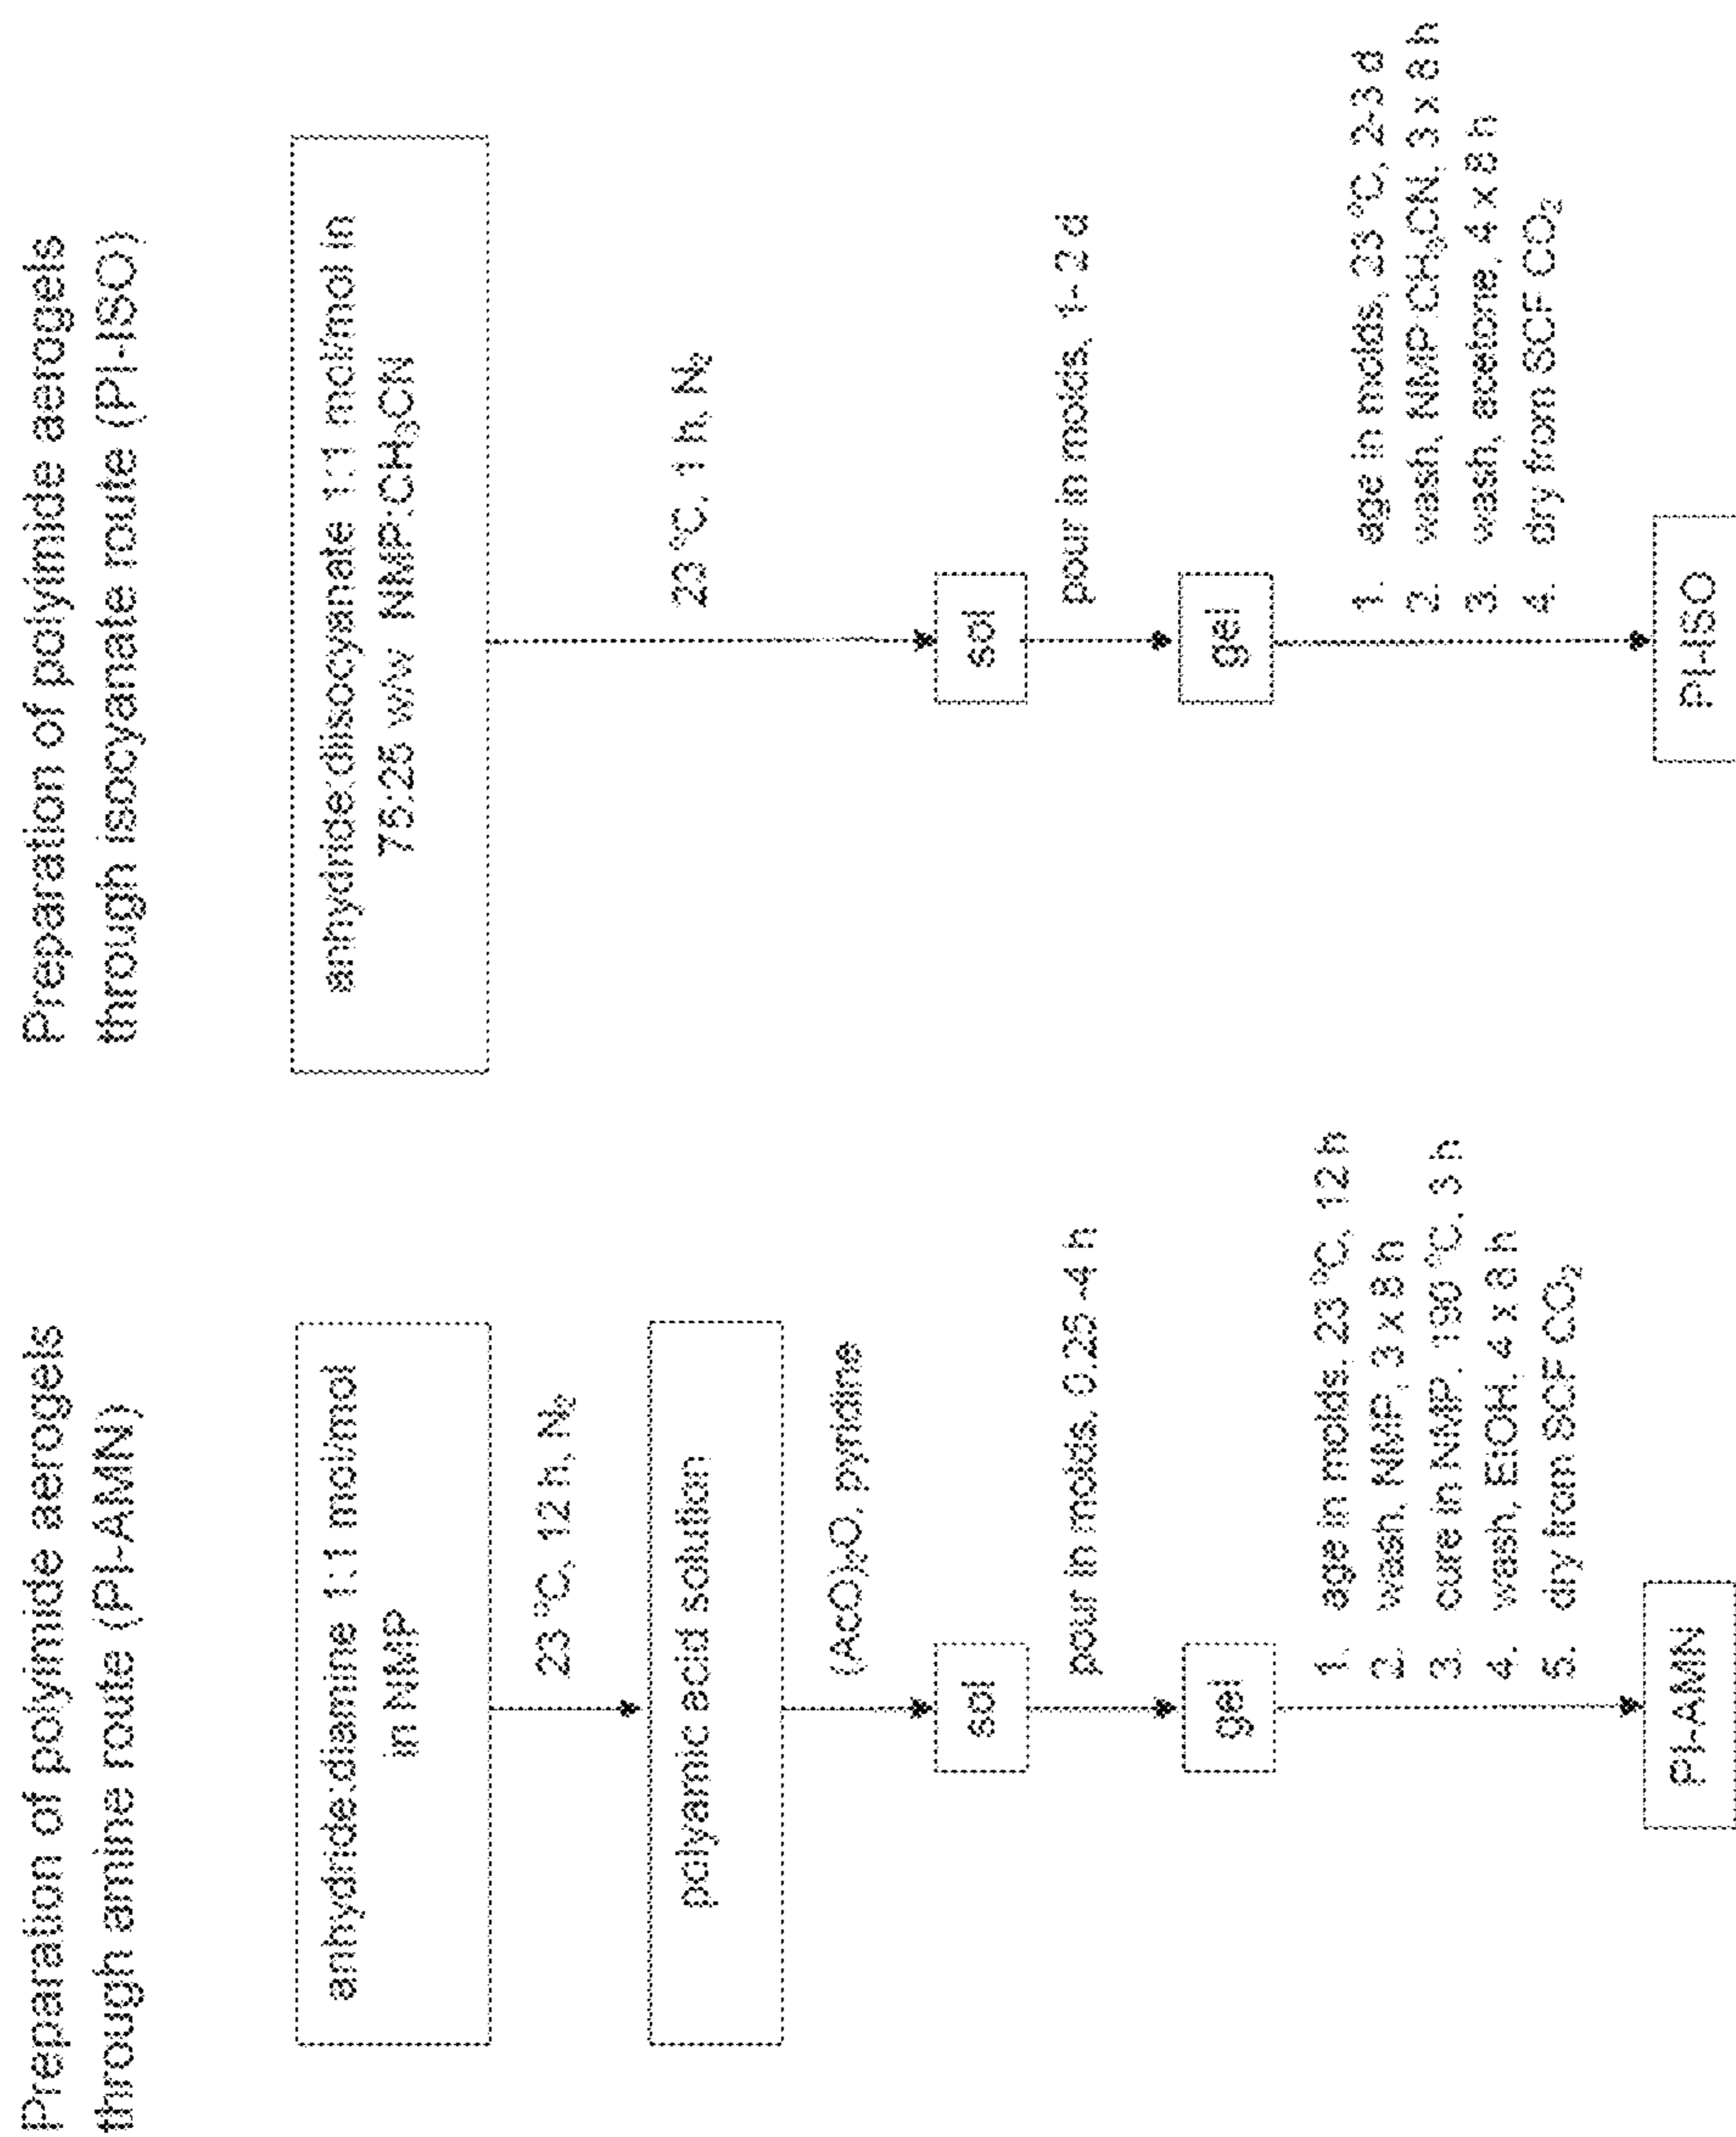 Preparation of polyimide aerogels
through amine route (PI-AMN)
anhydride:diamine 1:1 mol/mol
in NMP
23 °C, 12 h, N₂
polyamic acid solution
(AcO)₂O, pyridine
sol
pour in molds, 0.25-4 h
gel
1. age in molds, 23 °C, 12 h
2. wash, NMP, 3 x 8 h
3. cure in NMP, 190 °C, 3 h
4. wash, EtOH, 4 x 8 h
5. dry from SCF CO₂
PI-AMN
Preparation of polyimide aerogels
through isocyanate route (PI-ISO)
anhydride:diisocyanate 1:1 mol/mol in
75:25 w/w NMP:CH₃CN
23 °C, 1 h, N₂
sol
pour in molds, 1- 2 d
gel
1. age in molds, 23 °C, 2-3 d
2. wash, NMP:CH₃CN, 3 x 8 h
3. wash, acetone, 4 x 8 h
4. dry from SCF CO₂
PI-ISO